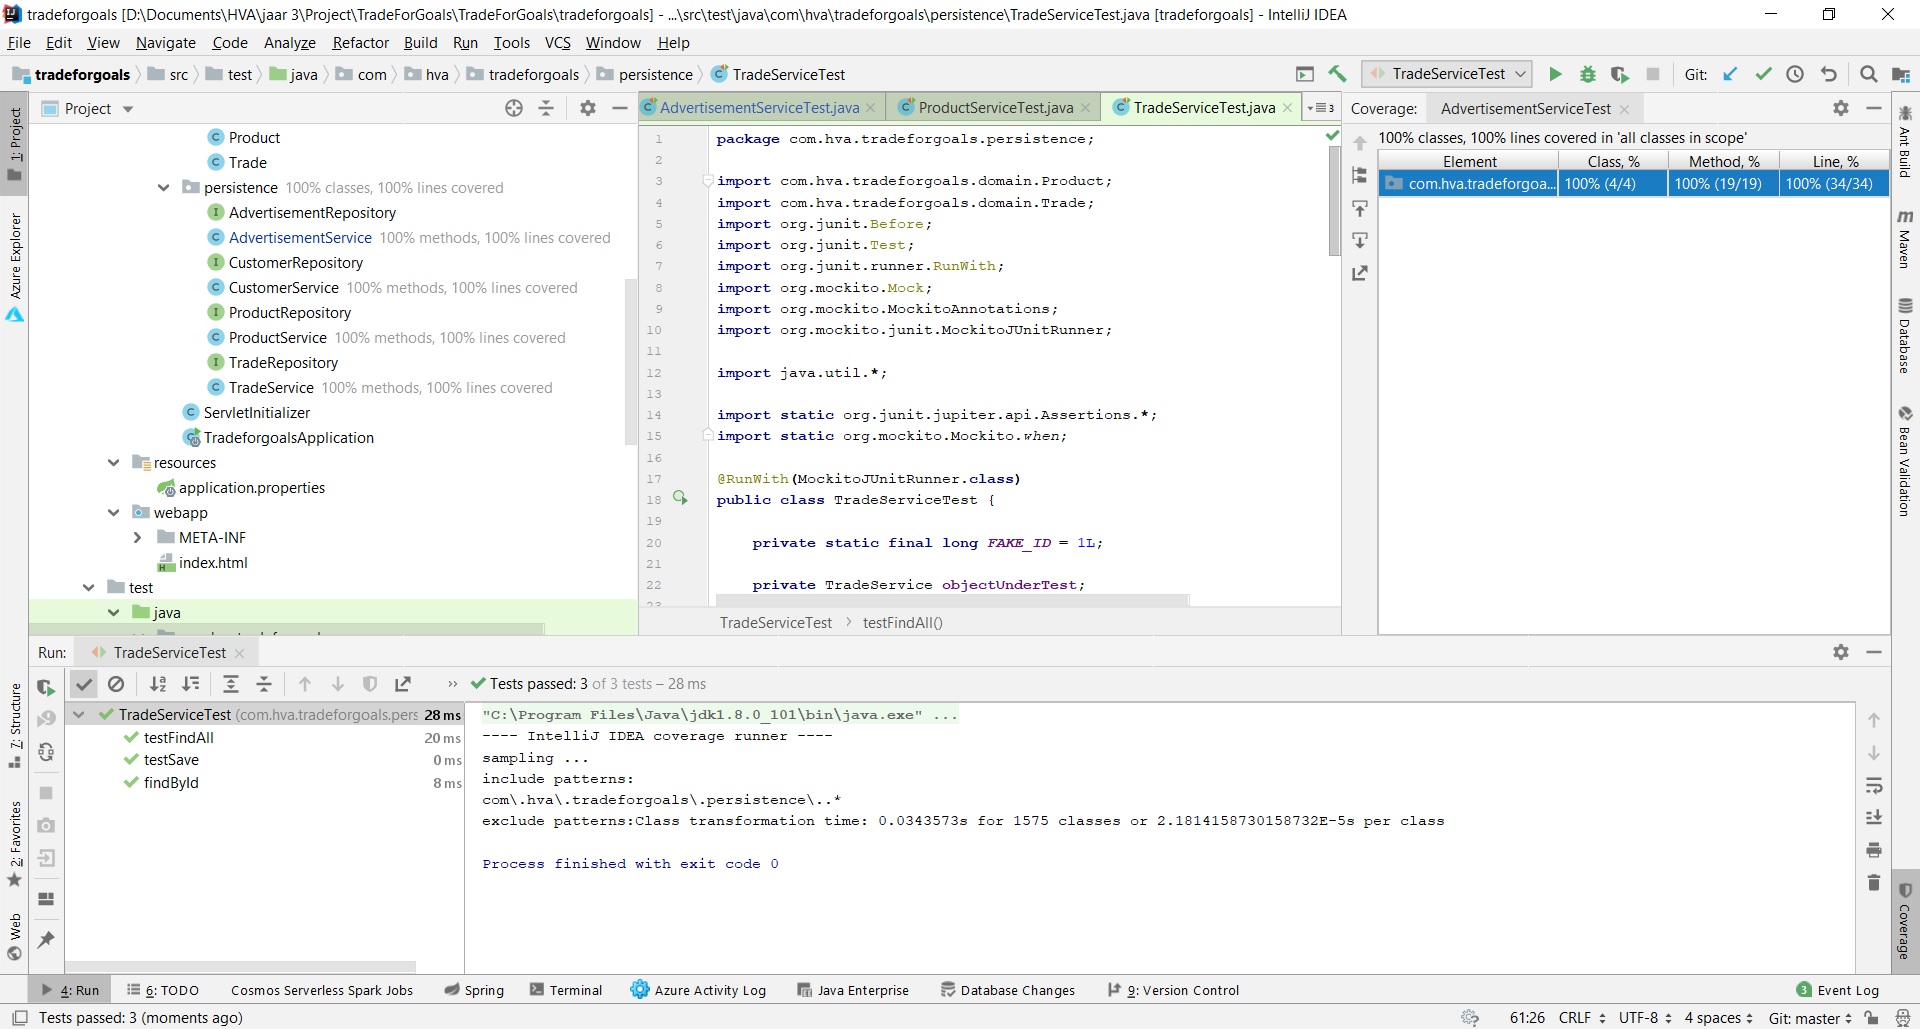 tradeforgoals [D:\Documents\HVA\jaar 3\Project\TradeForGoals\TradeForGoals\tradeforgoals] - ...\src\test\java\com\hva\tradeforgoals\persistence\TradeServiceTest.java [tradeforgoals] - IntelliJ IDEA
File Edit View Navigate Code Analyze Refactor Build Run Tools VCS Window Help
tradeforgoals src test java com hva tradeforgoals persistence TradeServiceTest
TradeServiceTest Git:
1: Project
Azure Explorer
7: Structure
2: Favorites
Web
Project
Product
Trade
persistence 100% classes, 100% lines covered
AdvertisementRepository
AdvertisementService 100% methods, 100% lines covered
CustomerRepository
CustomerService 100% methods, 100% lines covered
ProductRepository
ProductService 100% methods, 100% lines covered
TradeRepository
TradeService 100% methods, 100% lines covered
ServletInitializer
TradeforgoalsApplication
resources
application.properties
webapp
META-INF
index.html
test
java
AdvertisementServiceTest.java ProductServiceTest.java TradeServiceTest.java 3
1 package com.hva.tradeforgoals.persistence;
2
3 import com.hva.tradeforgoals.domain.Product;
4 import com.hva.tradeforgoals.domain.Trade;
5 import org.junit.Before;
6 import org.junit.Test;
7 import org.junit.runner.RunWith;
8 import org.mockito.Mock;
9 import org.mockito.MockitoAnnotations;
10 import org.mockito.junit.MockitoJUnitRunner;
11
12 import java.util.*;
13
14 import static org.junit.jupiter.api.Assertions.*;
15 import static org.mockito.Mockito.when;
16
17 @RunWith(MockitoJUnitRunner.class)
18 public class TradeServiceTest {
19
20 private static final long FAKE_ID = 1L;
21
22 private TradeService objectUnderTest;
23
TradeServiceTest testFindAll()
Coverage: AdvertisementServiceTest
100% classes, 100% lines covered in 'all classes in scope'
Element Class, % Method, % Line, %
com.hva.tradeforgoa... 100% (4/4) 100% (19/19) 100% (34/34)
Ant Build
Maven
Database
Bean Validation
Coverage
Run: TradeServiceTest
Tests passed: 3 of 3 tests – 28 ms
TradeServiceTest (com.hva.tradeforgoals.pers 28 ms
testFindAll 20 ms
testSave 0 ms
findById 8 ms
"C:\Program Files\Java\jdk1.8.0_101\bin\java.exe" ...
---- IntelliJ IDEA coverage runner ----
sampling ...
include patterns:
com\.hva\.tradeforgoals\.persistence\..*
exclude patterns:Class transformation time: 0.0343573s for 1575 classes or 2.1814158730158732E-5s per class
Process finished with exit code 0
4: Run 6: TODO Cosmos Serverless Spark Jobs Spring Terminal Azure Activity Log Java Enterprise Database Changes 9: Version Control 3 Event Log
Tests passed: 3 (moments ago) 61:26 CRLF UTF-8 4 spaces Git: master